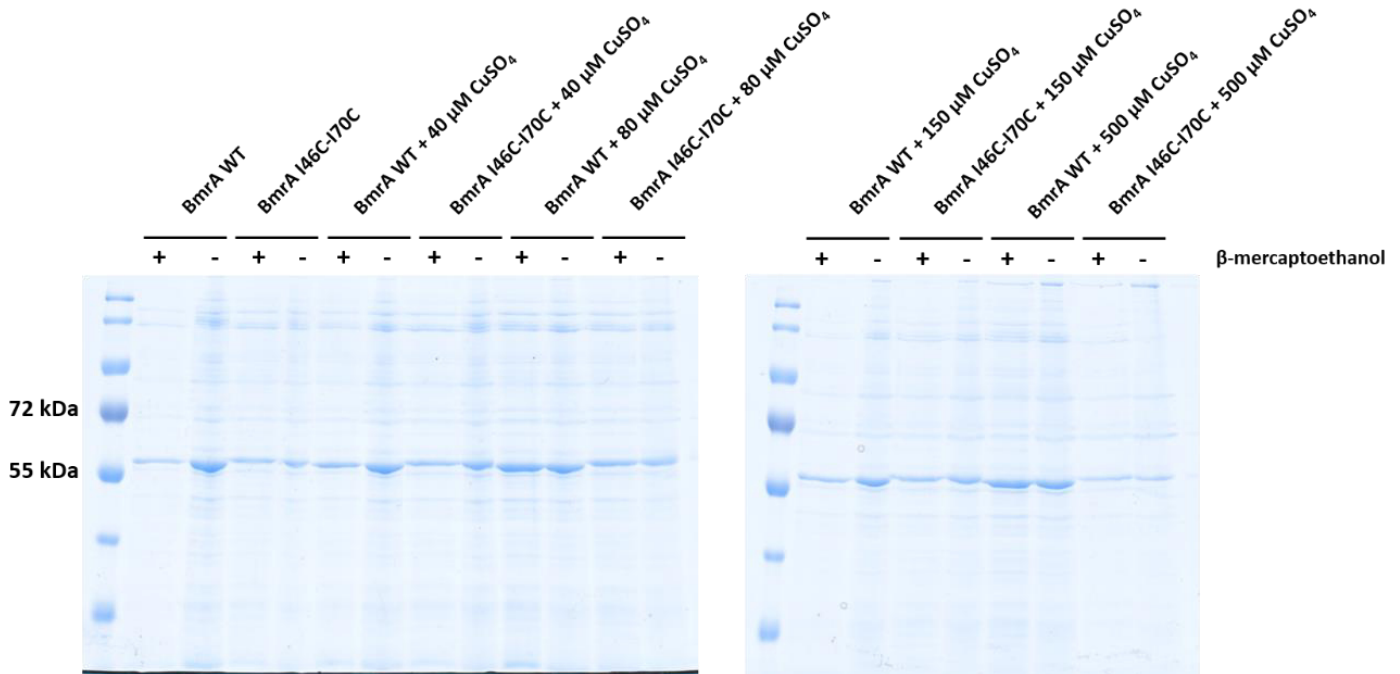 BmrA WT
BmrA I46C-I70C
BmrA WT + 40 µM CuSO₄
BmrA I46C-I70C + 40 µM CuSO₄
BmrA WT + 80 µM CuSO₄
BmrA I46C-I70C + 80 µM CuSO₄
BmrA WT + 150 µM CuSO₄
BmrA I46C-I70C + 150 µM CuSO₄
BmrA WT + 500 µM CuSO₄
BmrA I46C-I70C + 500 µM CuSO₄
+ - + - + - + - + - + - + - + - + - + - β-mercaptoethanol
72 kDa
55 kDa